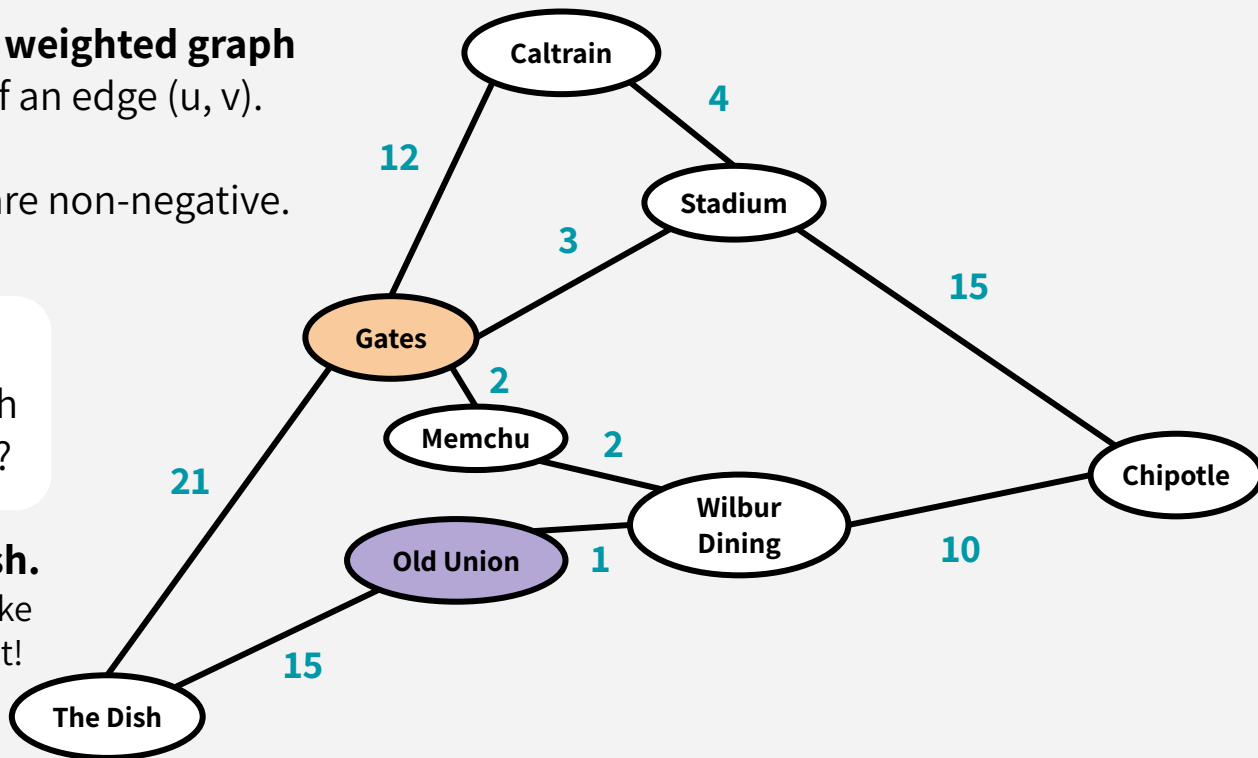 weighted graph
f an edge (u, v).
are non-negative.
h
?
sh.
ke
t!
Caltrain
4
12
Stadium
3
15
Gates
2
Memchu
2
21
Chipotle
Wilbur
Dining
Old Union
1
10
15
The Dish